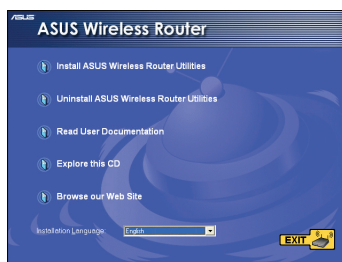 ASUS
ASUS Wireless Router
Install ASUS Wireless Router Utilities
Uninstall ASUS Wireless Router Utilities
Read User Documentation
Explore this CD
Browse our Web Site
Installation Language: English
EXIT